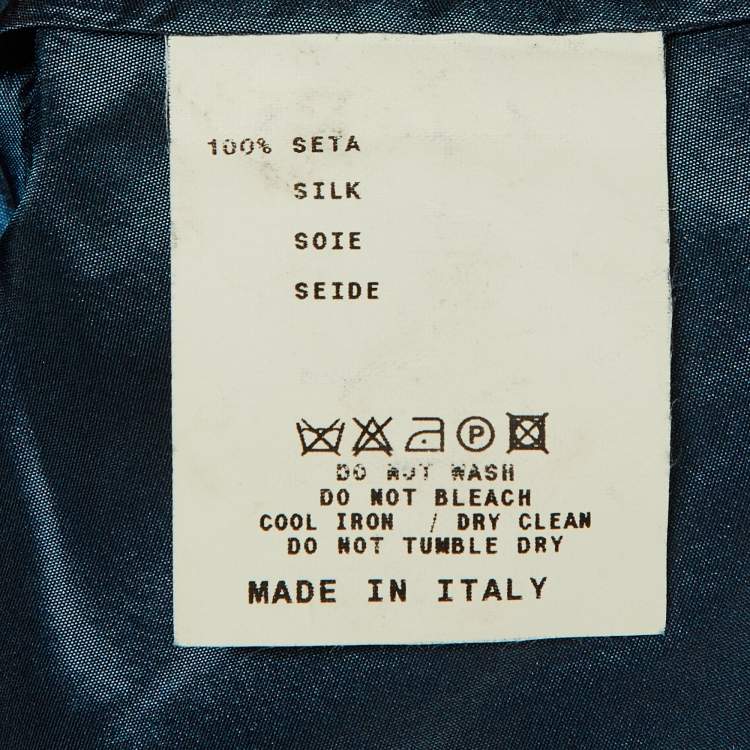 100% SETA
SILK
SOIE
SEIDE
P
DO NOT WASH
DO NOT BLEACH
COOL IRON / DRY CLEAN
DO NOT TUMBLE DRY
MADE IN ITALY